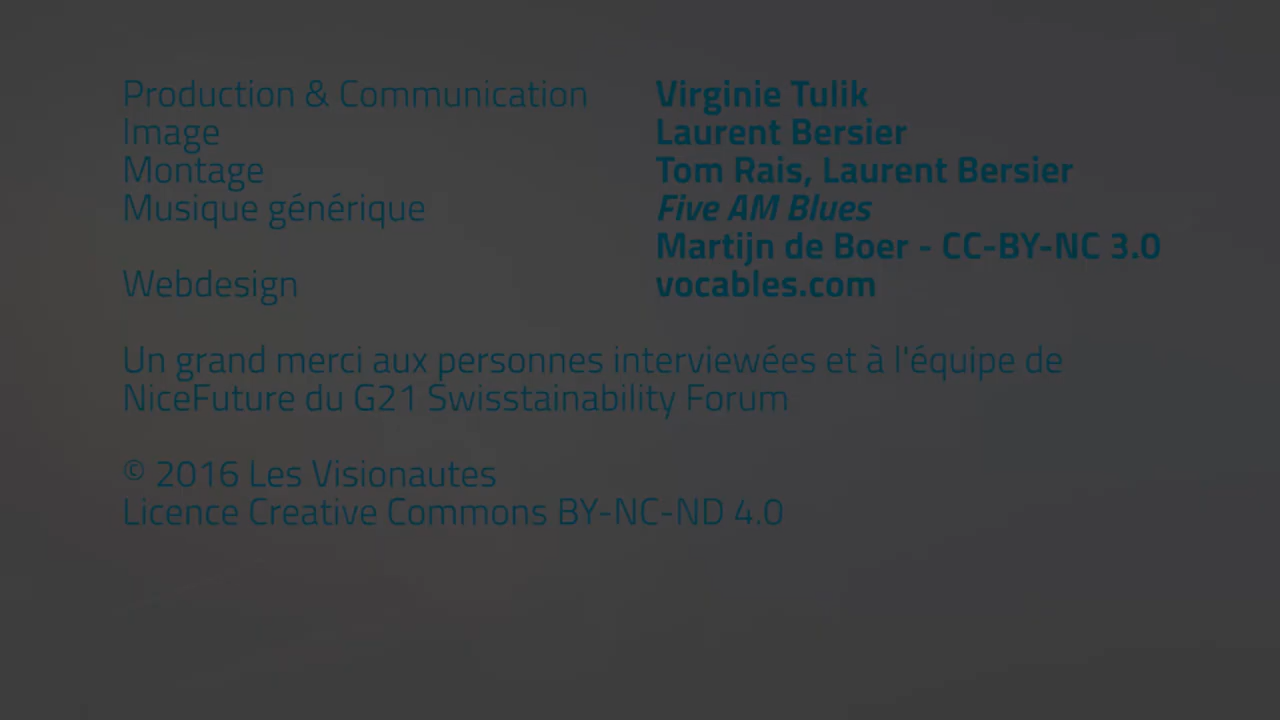 Production & Communication Virginie Tulik
Image Laurent Bersier
Montage Tom Rais, Laurent Bersier
Musique générique Five AM Blues
Martijn de Boer - CC-BY-NC 3.0
Webdesign vocables.com
Un grand merci aux personnes interviewées et à l'équipe de
NiceFuture du G21 Swisstainability Forum
© 2016 Les Visionautes
Licence Creative Commons BY-NC-ND 4.0